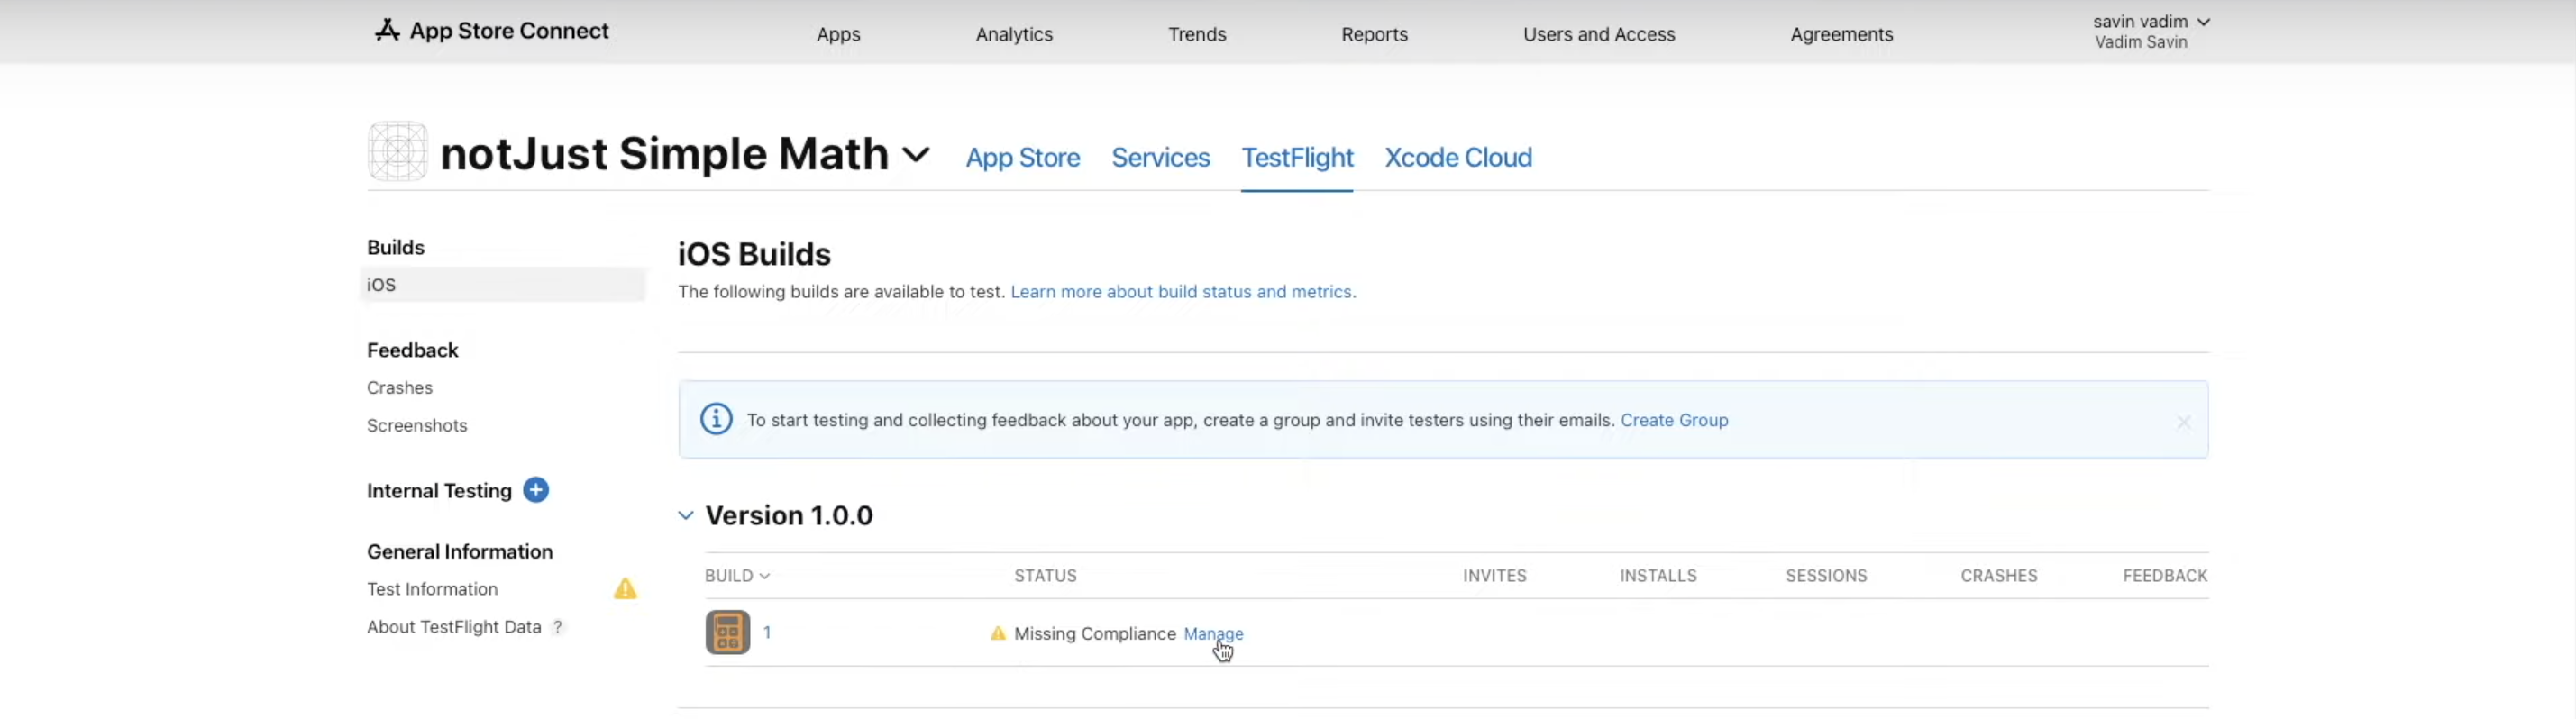 App Store Connect
Apps
Analytics
Trends
Reports
Users and Access
Agreements
savin vadim
Vadim Savin
notJust Simple Math
App Store
Services
TestFlight
Xcode Cloud
Builds
iOS
Feedback
Crashes
Screenshots
Internal Testing
General Information
Test Information
About TestFlight Data ?
iOS Builds
The following builds are available to test. Learn more about build status and metrics.
To start testing and collecting feedback about your app, create a group and invite testers using their emails. Create Group
Version 1.0.0
BUILD STATUS INVITES INSTALLS SESSIONS CRASHES FEEDBACK
1 Missing Compliance Manage